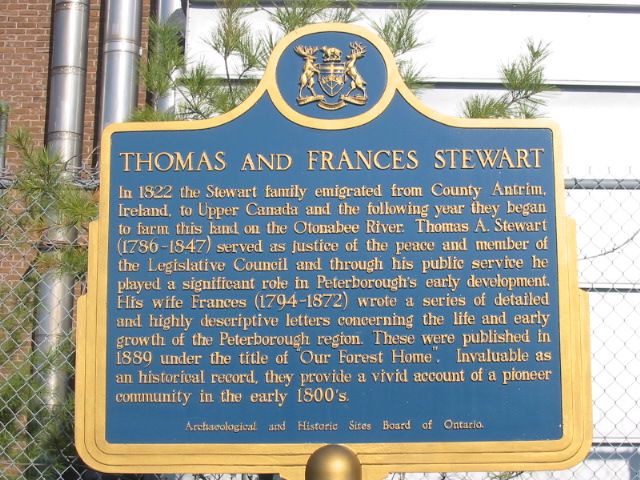 THOMAS AND FRANCES STEWART
In 1822 the Stewart family emigrated from County Antrim,
Ireland, to Upper Canada and the following year they began
to farm this land on the Otonabee River. Thomas A. Stewart
(1786-1847) served as justice of the peace and member of
the Legislative Council and through his public service he
played a significant role in Peterborough's early development.
His wife Frances (1794-1872) wrote a series of detailed
and highly descriptive letters concerning the life and early
growth of the Peterborough region. These were published in
1889 under the title of "Our Forest Home". Invaluable as
an historical record, they provide a vivid account of a pioneer
community in the early 1800's.
Archaeological and Historic Sites Board of Ontario.